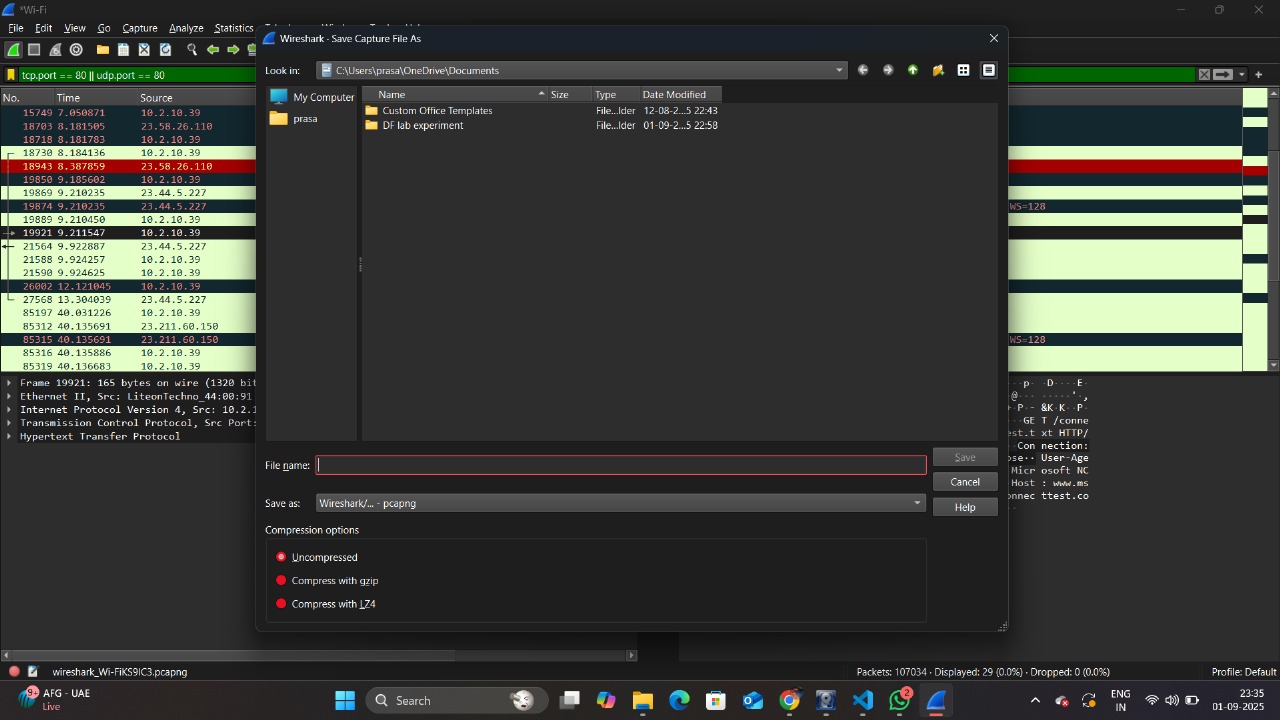 *Wi-Fi
File Edit View Go Capture Analyze Statistics
tcp.port == 80 || udp.port == 80
No. Time Source
15749 7.050871 10.2.10.39
18703 8.181505 23.58.26.110
18718 8.181783 10.2.10.39
18730 8.184136 10.2.10.39
18943 8.387859 23.58.26.110
19850 9.185602 10.2.10.39
19869 9.210235 23.44.5.227
19874 9.210235 23.44.5.227 WS=128
19889 9.210450 10.2.10.39
19921 9.211547 10.2.10.39
21564 9.922887 23.44.5.227
21588 9.924257 10.2.10.39
21590 9.924625 10.2.10.39
26002 12.121045 10.2.10.39
27568 13.304039 23.44.5.227
85197 40.031226 10.2.10.39
85312 40.135691 23.211.60.150
85315 40.135691 23.211.60.150 WS=128
85316 40.135886 10.2.10.39
85319 40.136683 10.2.10.39
Frame 19921: 165 bytes on wire (1320 bit
Ethernet II, Src: LiteonTechno_44:00:91
Internet Protocol Version 4, Src: 10.2.1
Transmission Control Protocol, Src Port:
Hypertext Transfer Protocol
Wireshark · Save Capture File As
Look in: C:\Users\prasa\OneDrive\Documents
My Computer
prasa
Name Size Type Date Modified
Custom Office Templates File...lder 12-08-2...5 22:43
DF lab experiment File...lder 01-09-2...5 22:58
File name: Save
Cancel
Save as: Wireshark/... - pcapng
Help
Compression options
Uncompressed
Compress with gzip
Compress with LZ4
···p· ·D····E·
·P·~ &K·K··P·
··GE T /conne
est.t xt HTTP/
·Con nection:
ose·· User-Age
Micr osoft NC
Host : www.ms
onnec ttest.co
wireshark_Wi-FiKS9IC3.pcapng
Packets: 107034 · Displayed: 29 (0.0%) · Dropped: 0 (0.0%)
Profile: Default
9+
AFG - UAE
Live
Search
2
ENG
IN
23:35
01-09-2025